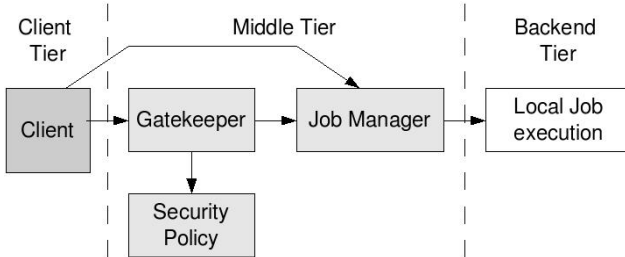 Client
Tier
Middle Tier
Backend
Tier
Client
Gatekeeper
Job Manager
Local Job
execution
Security
Policy